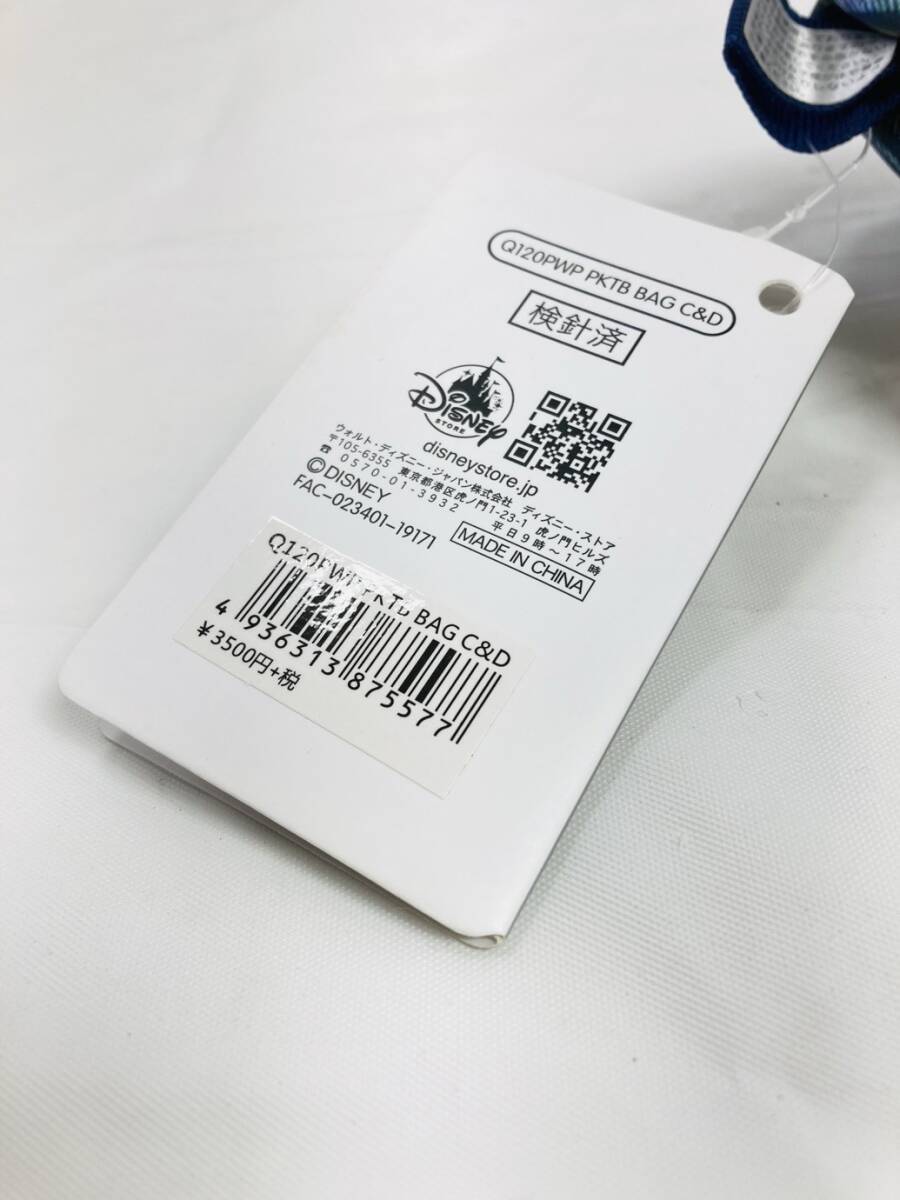 Q120PWP PKTB BAG C&D
検針済
DISNEY
STORE
disneystore.jp
ウォルト・ディズニー・ジャパン株式会社 ディズニー・ストア
〒105-6355 東京都港区虎ノ門1-23-1 虎ノ門ヒルズ
☎ 0570-01-3932 平日9時～17時
©DISNEY
FAC-023401-19171
MADE IN CHINA
Q120PWP PKTB BAG C&D
4 936313 875577
¥3500円+税